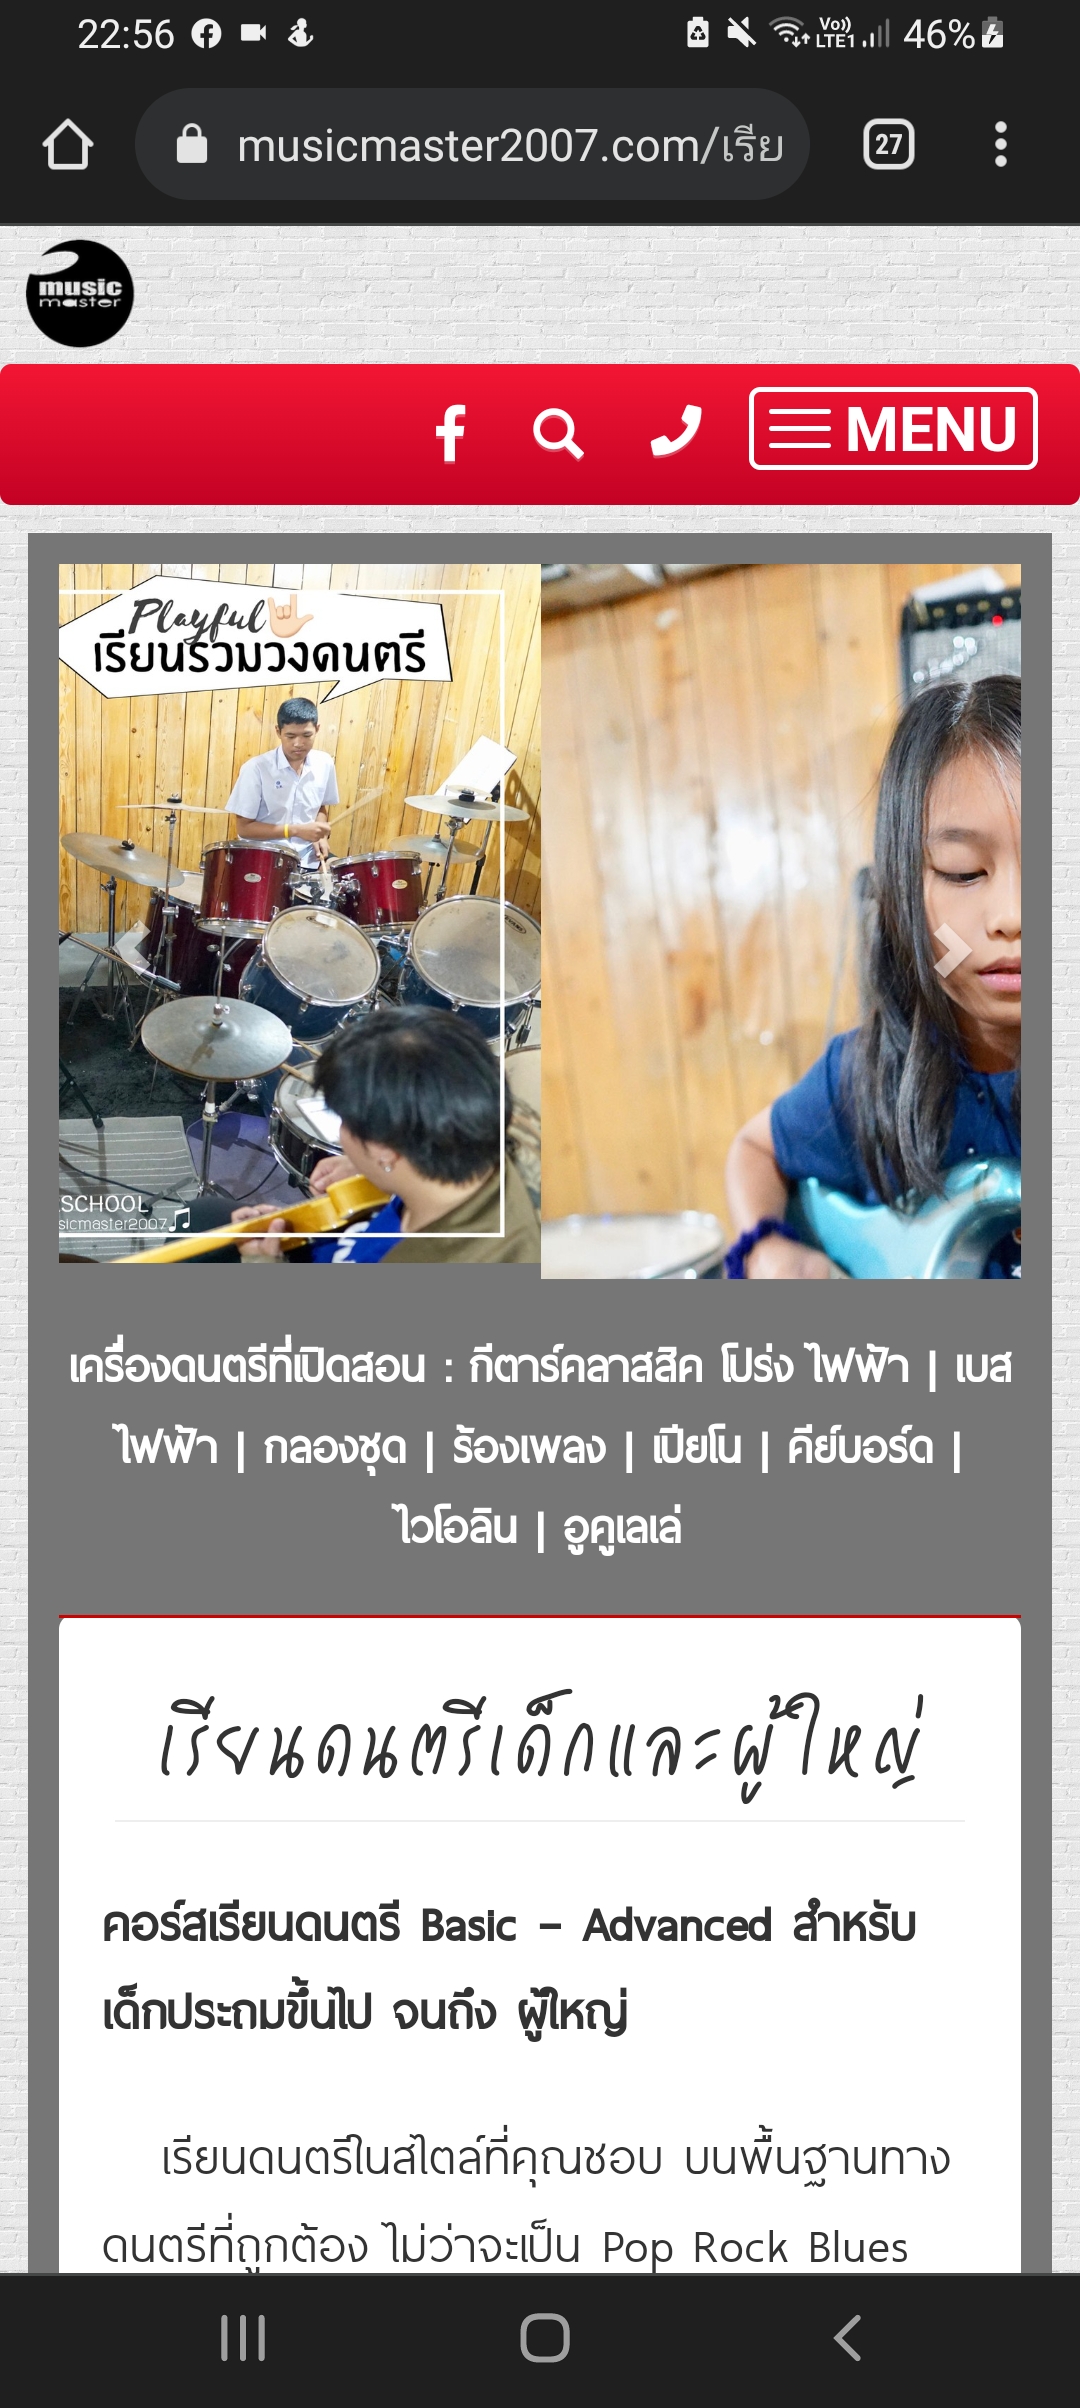 22:56
Vo))
LTE1
46%
musicmaster2007.com/เรีย
27
music
master
MENU
Playful
เรียนรวมวงดนตรี
.SCHOOL
sicmaster2007
เครื่องดนตรีที่เปิดสอน : กีตาร์คลาสสิค โปร่ง ไฟฟ้า | เบส
ไฟฟ้า | กลองชุด | ร้องเพลง | เปียโน | คีย์บอร์ด |
ไวโอลิน | อูคูเลเล่
เรียนดนตรีเด็กและผู้ใหญ่
คอร์สเรียนดนตรี Basic – Advanced สำหรับ
เด็กประถมขึ้นไป จนถึง ผู้ใหญ่
เรียนดนตรีในสไตล์ที่คุณชอบ บนพื้นฐานทาง
ดนตรีที่ถูกต้อง ไม่ว่าจะเป็น Pop Rock Blues